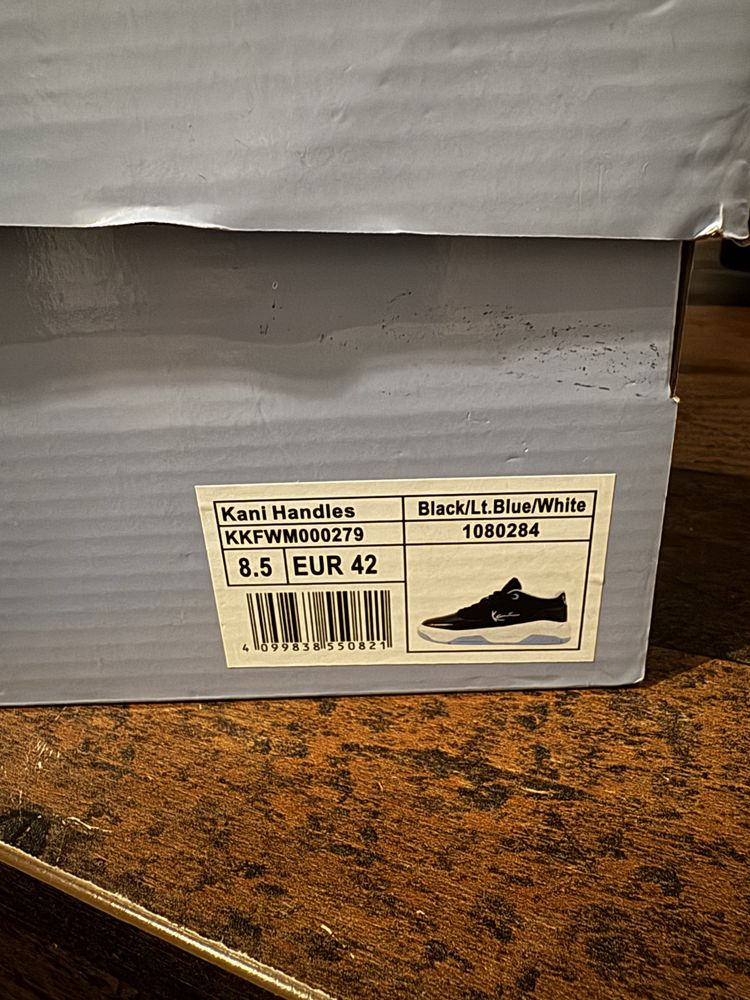 Kani Handles
KKFWM000279
8.5 EUR 42
4 099838 550821
Black/Lt.Blue/White
1080284